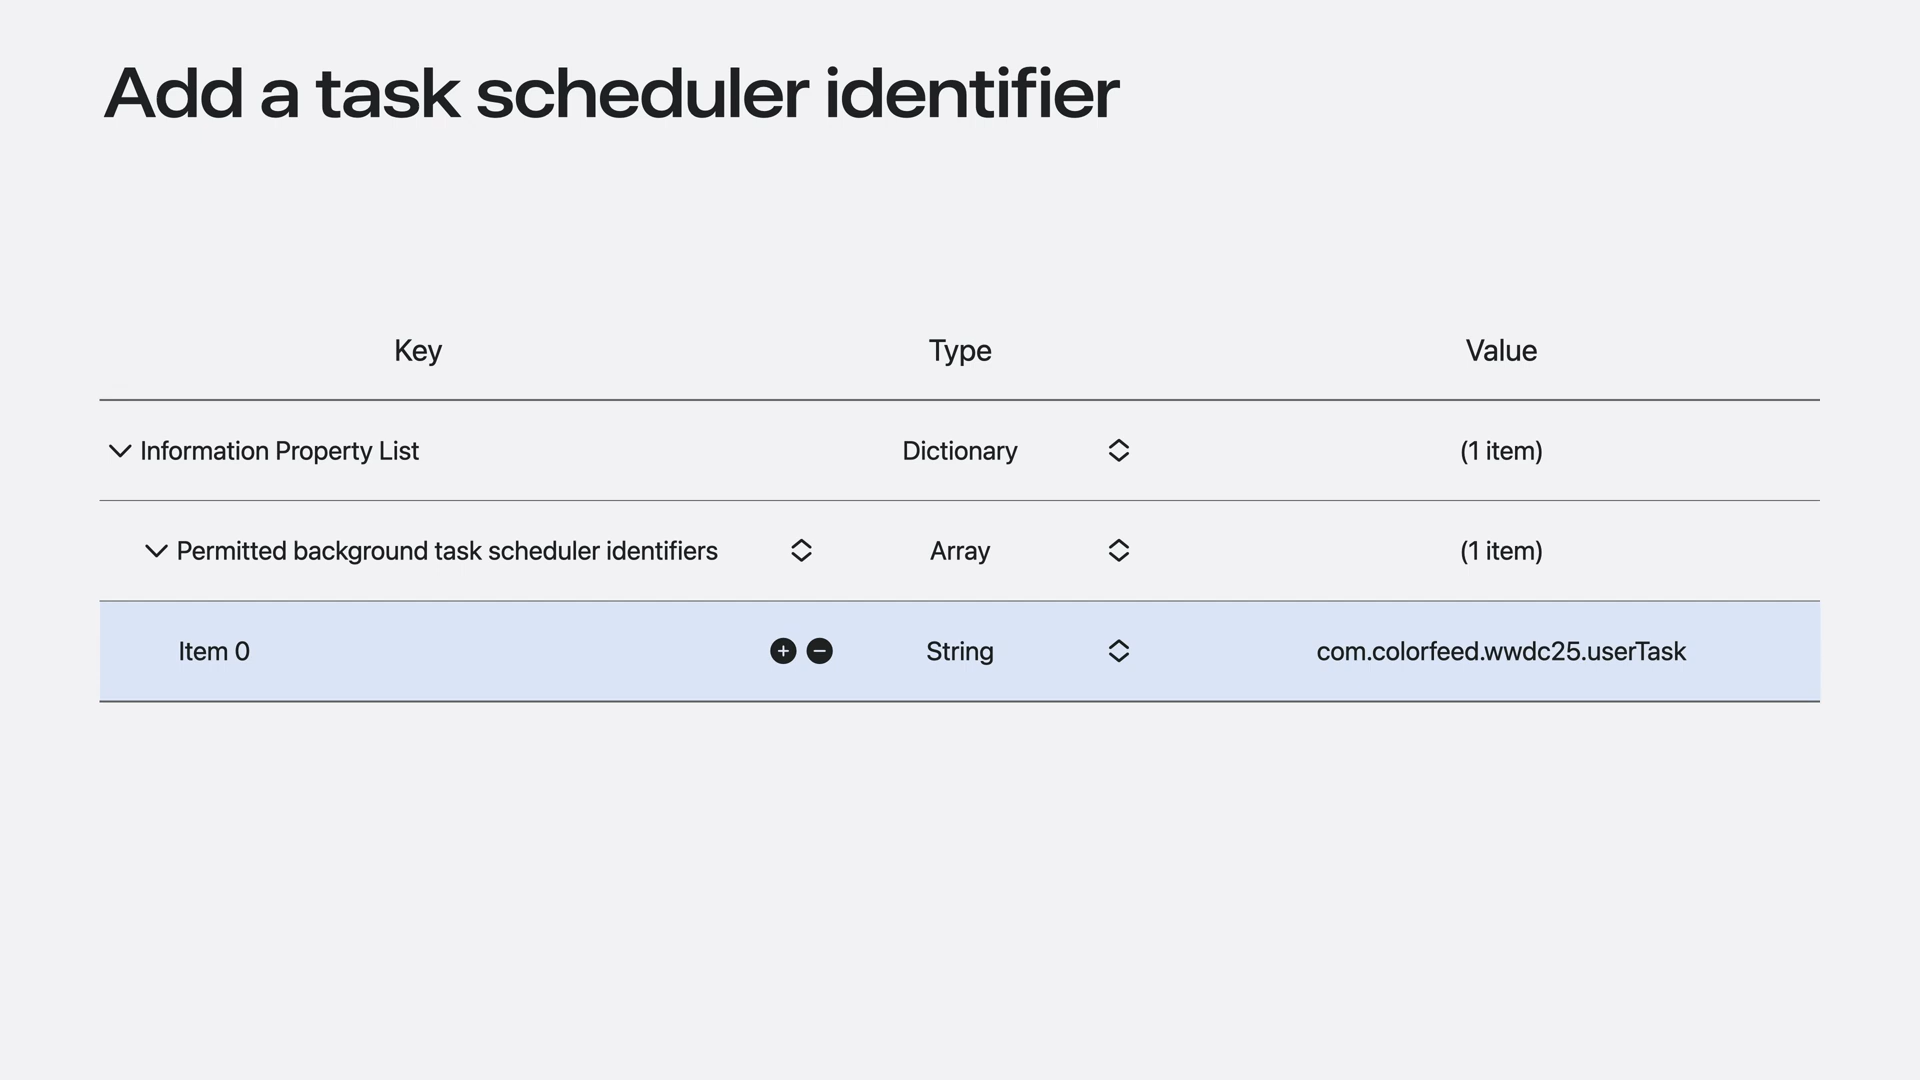 Add a task scheduler identifier
Key Type Value
Information Property List Dictionary (1 item)
Permitted background task scheduler identifiers Array (1 item)
Item 0 String com.colorfeed.wwdc25.userTask